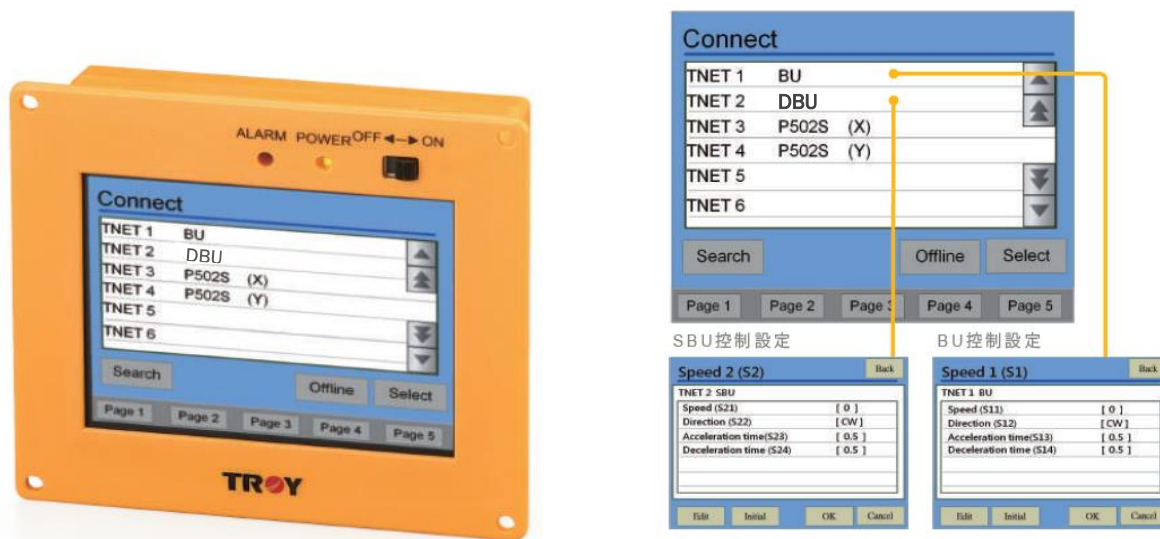 ALARM POWER OFF ◄–► ON
Connect
TNET 1 BU
TNET 2 DBU
TNET 3 P502S (X)
TNET 4 P502S (Y)
TNET 5
TNET 6
Search Offline Select
Page 1 Page 2 Page 3 Page 4 Page 5
TROY
Connect
TNET 1 BU
TNET 2 DBU
TNET 3 P502S (X)
TNET 4 P502S (Y)
TNET 5
TNET 6
Search Offline Select
Page 1 Page 2 Page 3 Page 4 Page 5
SBU控制設定
Speed 2 (S2) Back
TNET 2 SBU
Speed (S21) [ 0 ]
Direction (S22) [ CW ]
Acceleration time(S23) [ 0.5 ]
Deceleration time (S24) [ 0.5 ]
Edit Initial OK Cancel
BU控制設定
Speed 1 (S1) Back
TNET 1 BU
Speed (S11) [ 0 ]
Direction (S12) [ CW ]
Acceleration time(S13) [ 0.5 ]
Deceleration time (S14) [ 0.5 ]
Edit Initial OK Cancel